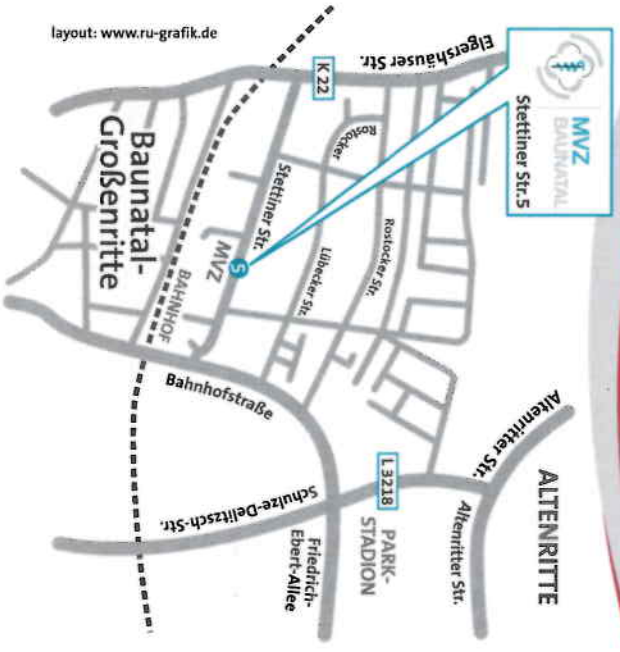 layout: www.ru-grafik.de
MVZ
BAUNATAL
Stettiner Str.5
Elgershäuser Str.
K 22
Rostocker
Rostocker Str.
Lübecker Str.
Stettiner Str.
S
MVZ
BAHNHOF
Baunatal-
Großenritte
Bahnhofstraße
Altenritter Str.
ALTENRITTE
Altenritter Str.
L 3218
PARK-
STADION
Schulze-Delitzsch-Str.
Friedrich-
Ebert-Allee